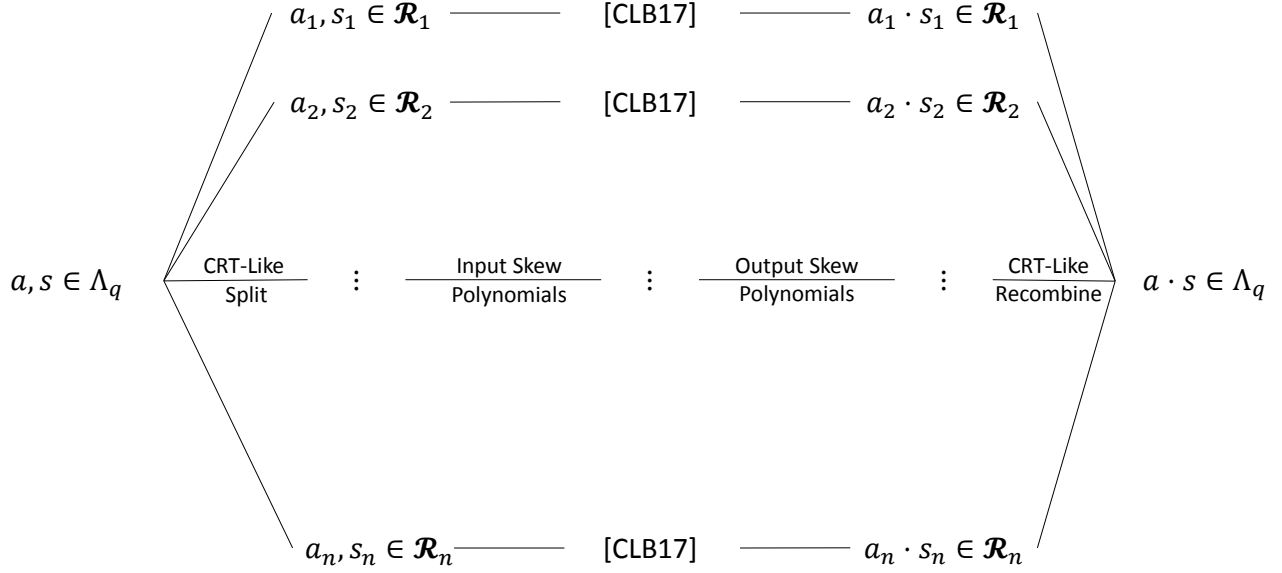 a₁, s₁ ∈ 𝓡₁ [CLB17] a₁ · s₁ ∈ 𝓡₁
a₂, s₂ ∈ 𝓡₂ [CLB17] a₂ · s₂ ∈ 𝓡₂
a, s ∈ Λ_q CRT-Like Split ⋮ Input Skew Polynomials ⋮ Output Skew Polynomials ⋮ CRT-Like Recombine a · s ∈ Λ_q
aₙ, sₙ ∈ 𝓡ₙ [CLB17] aₙ · sₙ ∈ 𝓡ₙ